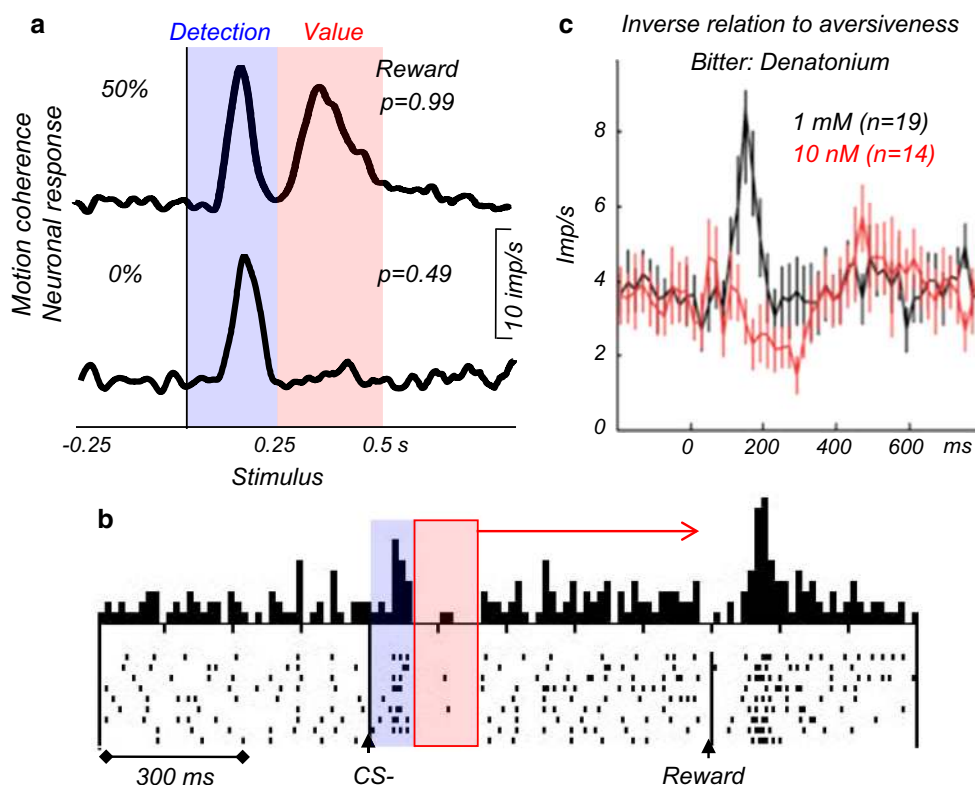 a
Detection
Value
50%
Reward
p=0.99
Motion coherence
Neuronal response
0%
p=0.49
10 imp/s
-0.25
0.25
0.5 s
Stimulus
c
Inverse relation to aversiveness
Bitter: Denatonium
1 mM (n=19)
10 nM (n=14)
Imp/s
8
6
4
2
0
0
200
400
600
ms
b
300 ms
CS-
Reward